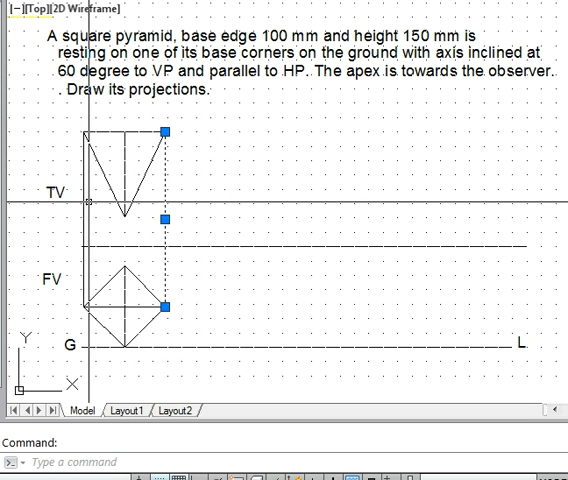 [−][Top][2D Wireframe]
A square pyramid, base edge 100 mm and height 150 mm is
resting on one of its base corners on the ground with axis inclined at
60 degree to VP and parallel to HP. The apex is towards the observer.
. Draw its projections.
TV
FV
Y
G
L
X
Model Layout1 Layout2
Command:
Type a command